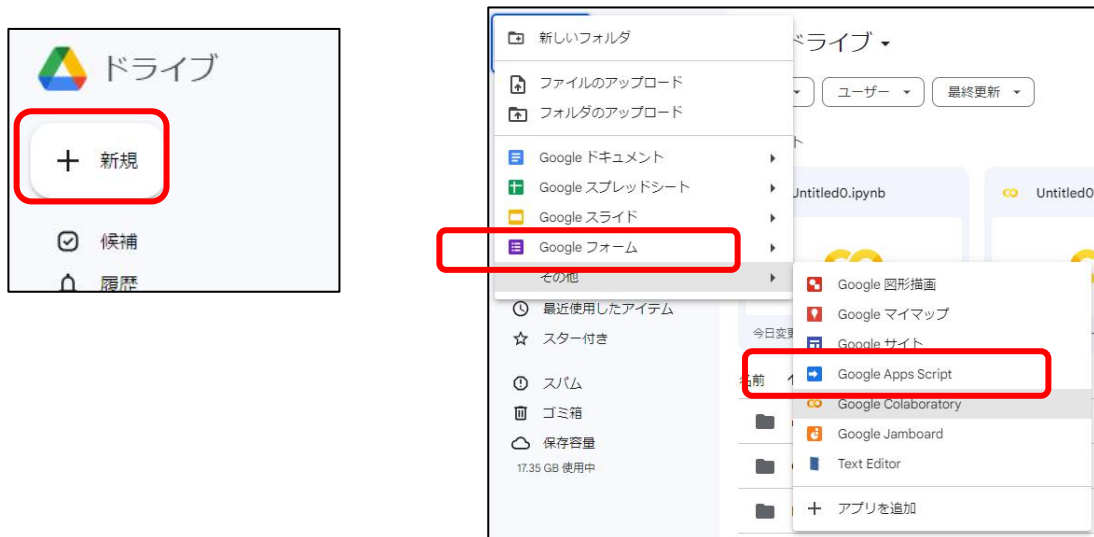 ドライブ
新規
候補
履歴
新しいフォルダ
ファイルのアップロード
フォルダのアップロード
Google ドキュメント
Google スプレッドシート
Google スライド
Google フォーム
その他
最近使用したアイテム
スター付き
スパム
ゴミ箱
保存容量
17.35 GB 使用中
ドライブ
ユーザー
最終更新
ト
Untitled0.ipynb
Untitled0
今日変
名前
Google 図形描画
Google マイマップ
Google サイト
Google Apps Script
Google Colaboratory
Google Jamboard
Text Editor
アプリを追加